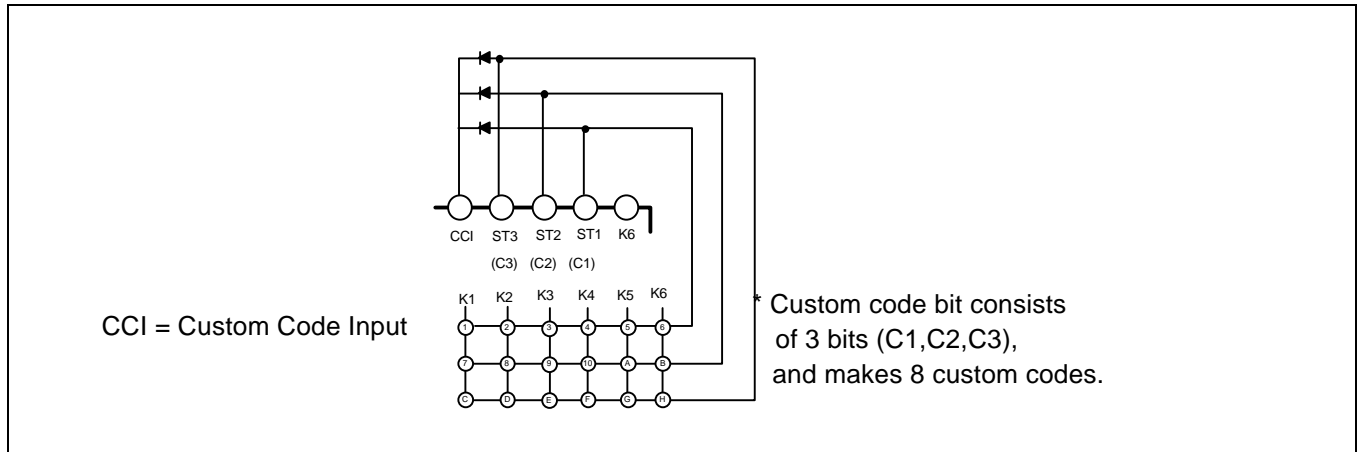 CCI ST3 ST2 ST1 K6
(C3) (C2) (C1)
K1 K2 K3 K4 K5 K6
1 2 3 4 5 6
7 8 9 10 A B
C D E F G H
CCI = Custom Code Input
* Custom code bit consists
of 3 bits (C1,C2,C3),
and makes 8 custom codes.